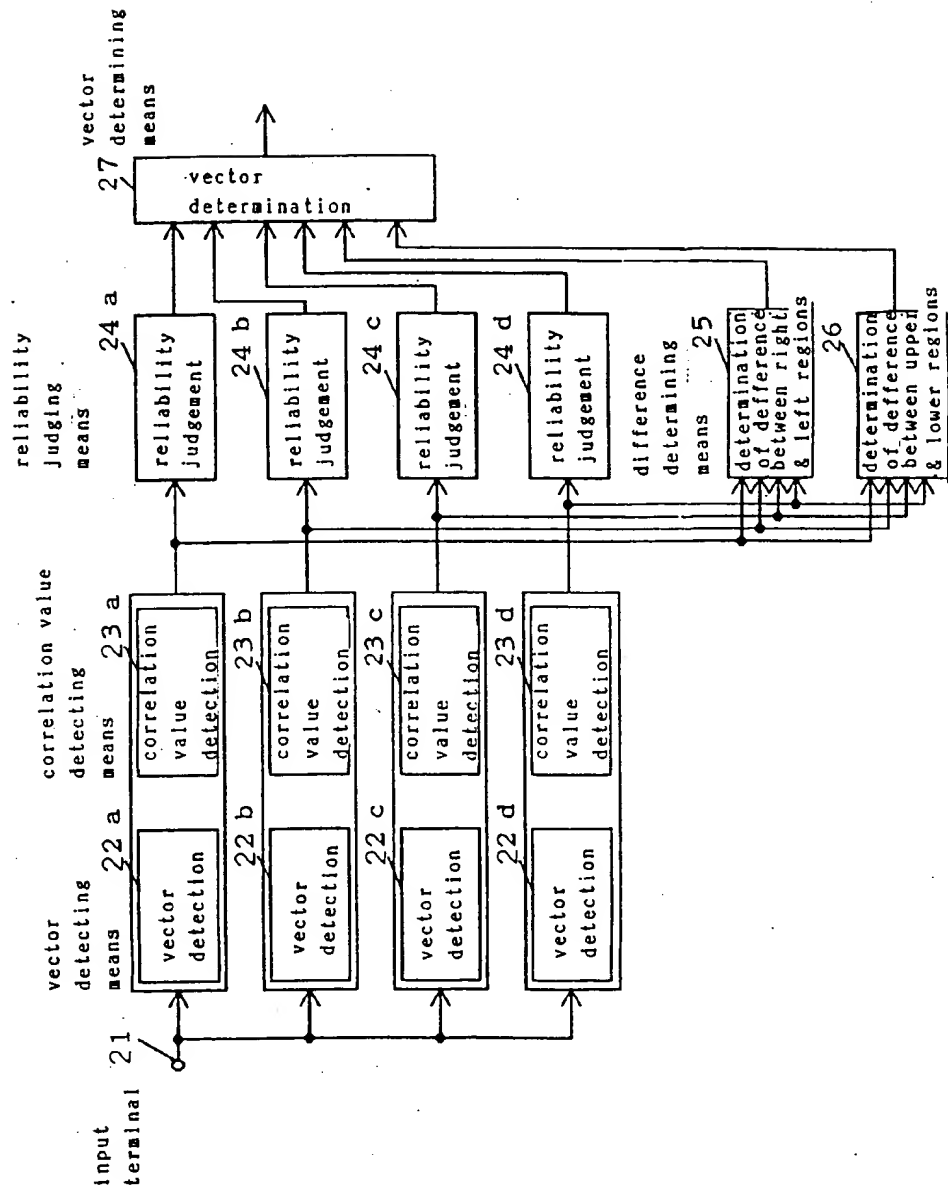 input
terminal
21
vector
detecting
means
22 a
vector
detection
22 b
vector
detection
22 c
vector
detection
22 d
vector
detection
correlation value
detecting
means
23 a
correlation
value
detection
23 b
correlation
value
detection
23 c
correlation
value
detection
23 d
correlation
value
detection
reliability
judging
means
24 a
reliability
judgement
24 b
reliability
judgement
24 c
reliability
judgement
24 d
reliability
judgement
difference
determining
means
25
determination
of defference
between right
& left regions
26
determination
of defference
between upper
& lower regions
vector
determining
means
27
vector
determination